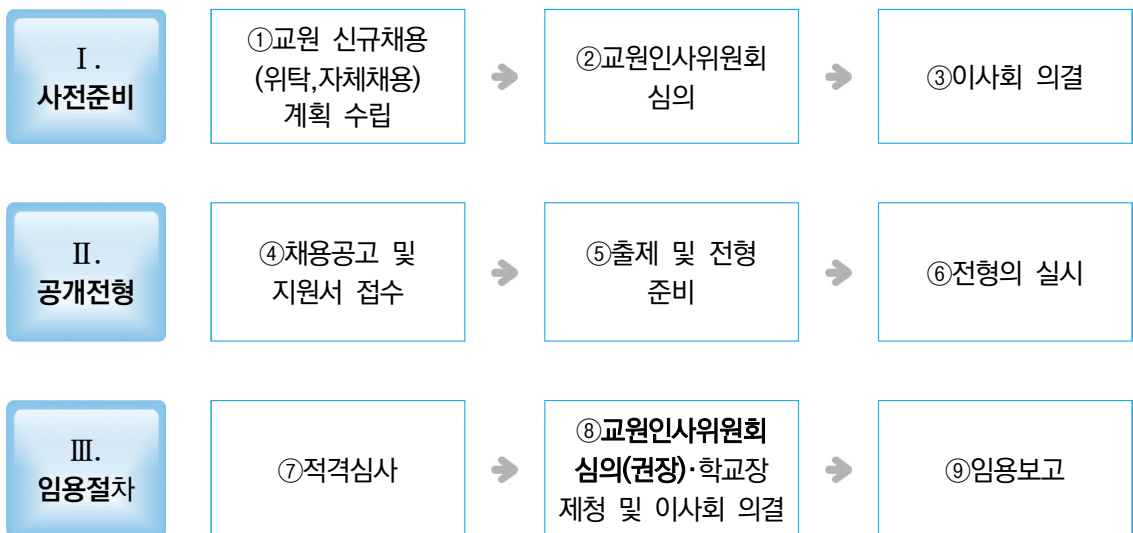 Ⅰ.
사전준비
①교원 신규채용
(위탁,자체채용)
계획 수립
②교원인사위원회
심의
③이사회 의결
Ⅱ.
공개전형
④채용공고 및
지원서 접수
⑤출제 및 전형
준비
⑥전형의 실시
Ⅲ.
임용절차
⑦적격심사
⑧교원인사위원회
심의(권장)·학교장
제청 및 이사회 의결
⑨임용보고